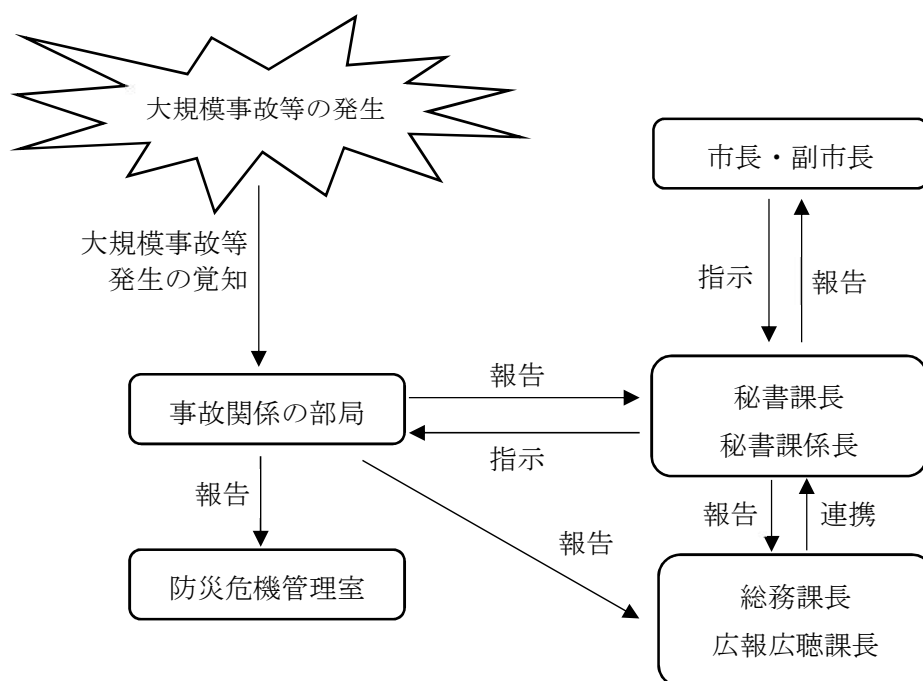 大規模事故等の発生
市長・副市長
大規模事故等
発生の覚知
指示
報告
報告
事故関係の部局
秘書課長
秘書課係長
指示
報告
報告
連携
報告
防災危機管理室
総務課長
広報広聴課長